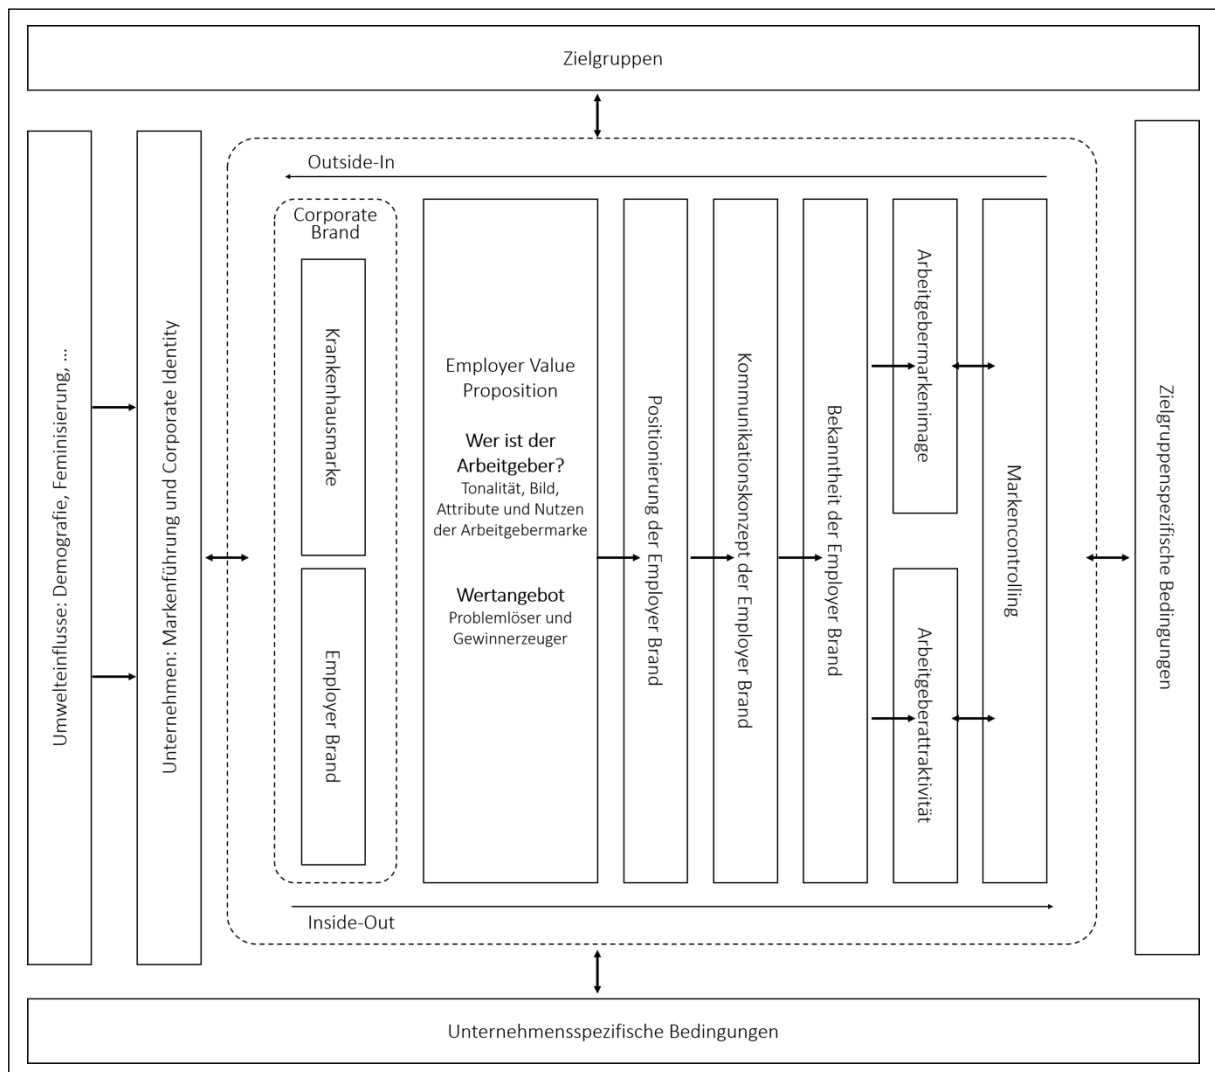 Zielgruppen
Umwelteinflusse: Demografie, Feminisierung, ...
Unternehmen: Markenführung und Corporate Identity
Outside-In
Corporate
Brand
Krankenhausmarke
Employer Brand
Employer Value
Proposition
Wer ist der
Arbeitgeber?
Tonalität, Bild,
Attribute und Nutzen
der Arbeitgebermarke
Wertangebot
Problemlöser und
Gewinnerzeuger
Positionierung der Employer Brand
Kommunikationskonzept der Employer Brand
Bekanntheit der Employer Brand
Arbeitgebermarkenimage
Arbeitgeberattraktivität
Markencontrolling
Inside-Out
Zielgruppenspezifische Bedingungen
Unternehmensspezifische Bedingungen